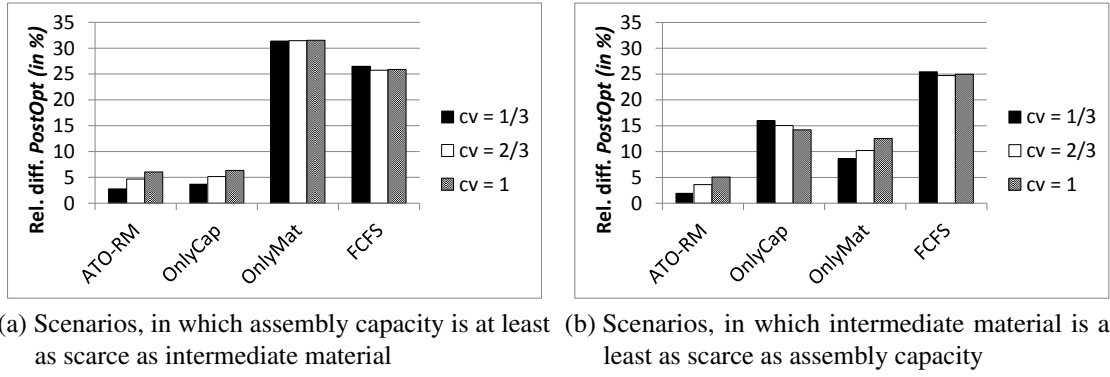 Rel. diff. PostOpt (in %)
35
30
25
20
15
10
5
0
ATO-RM
OnlyCap
OnlyMat
FCFS
cv = 1/3
cv = 2/3
cv = 1
Rel. diff. PostOpt (in %)
35
30
25
20
15
10
5
0
ATO-RM
OnlyCap
OnlyMat
FCFS
cv = 1/3
cv = 2/3
cv = 1
(a) Scenarios, in which assembly capacity is at least
as scarce as intermediate material
(b) Scenarios, in which intermediate material is a
least as scarce as assembly capacity